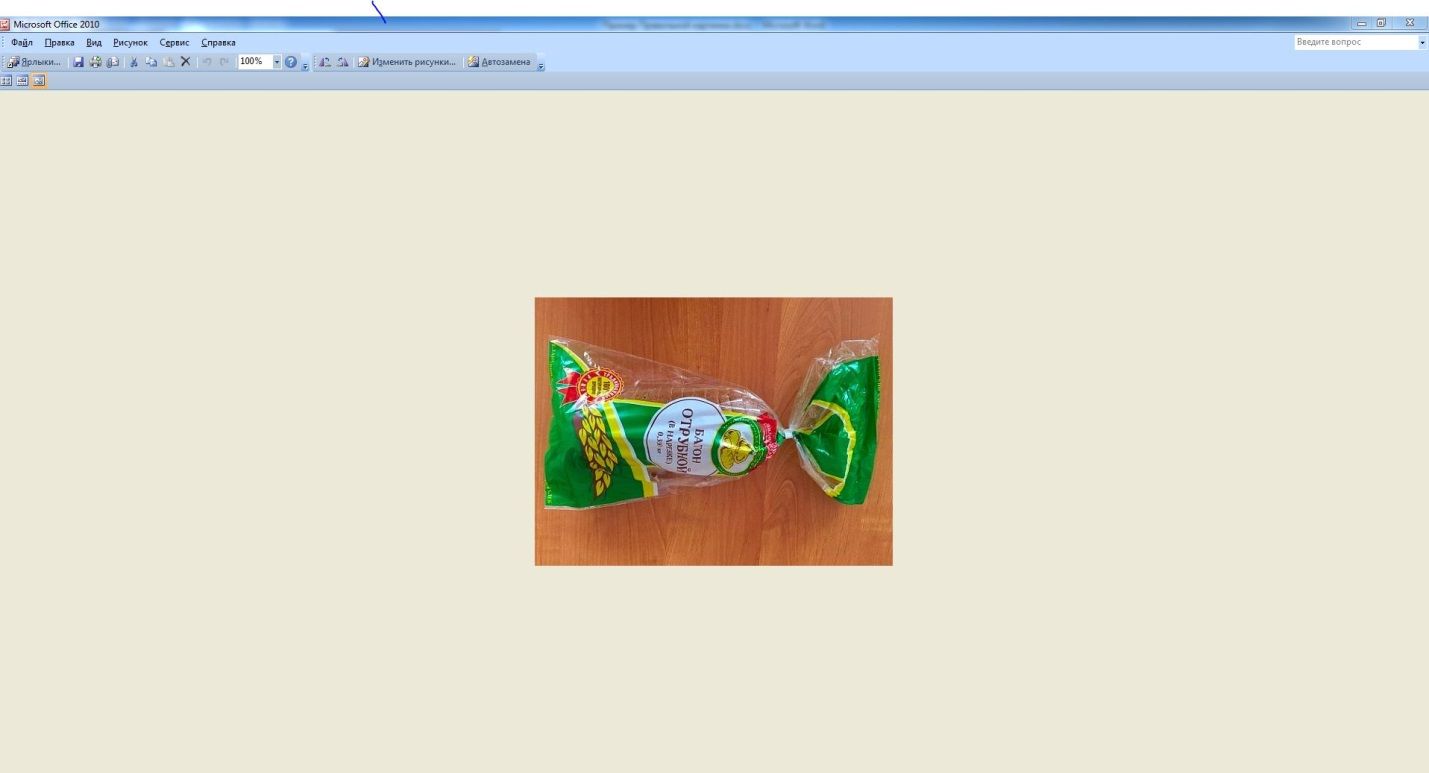 Microsoft Office 2010
Файл Правка Вид Рисунок Сервис Справка
Введите вопрос
Ярлыки... 100% Изменить рисунки... Автозамена
БАТОН
ОТРУБНОЙ
(В НАРЕЗКЕ)